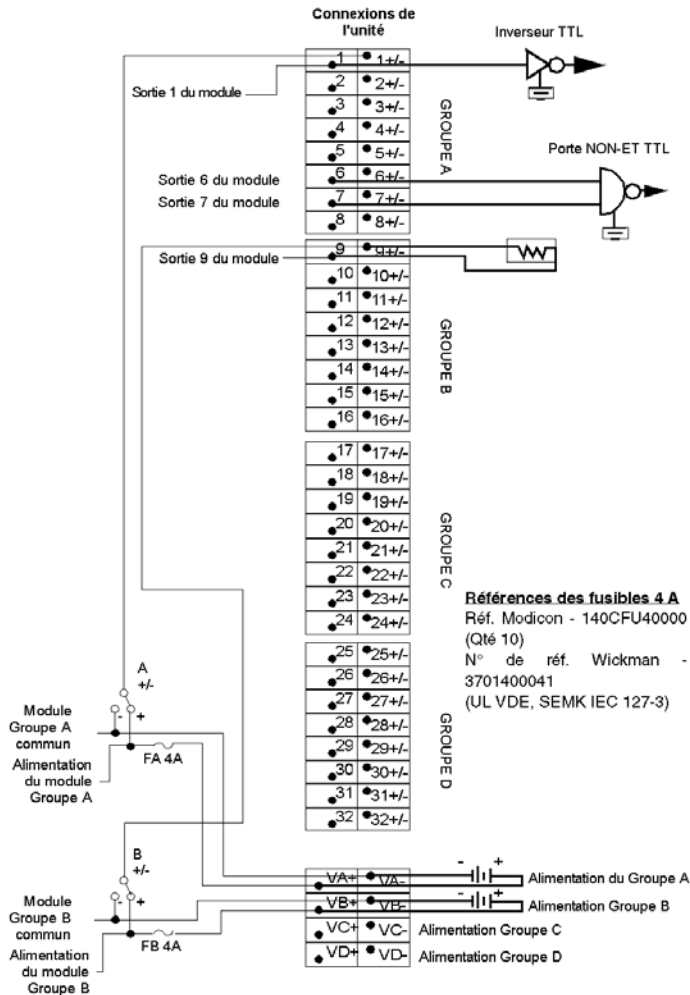 Connexions de
l'unité
Inverseur TTL
1 1+/-
Sortie 1 du module
2 2+/-
3 3+/-
4 4+/-
5 5+/-
GROUPE A
Porte NON-ET TTL
Sortie 6 du module
6 6+/-
Sortie 7 du module
7 7+/-
8 8+/-
9 9+/-
Sortie 9 du module
10 10+/-
11 11+/-
12 12+/-
13 13+/-
14 14+/-
15 15+/-
16 16+/-
GROUPE B
17 17+/-
18 18+/-
19 19+/-
20 20+/-
21 21+/-
22 22+/-
23 23+/-
24 24+/-
GROUPE C
Références des fusibles 4 A
Réf. Modicon - 140CFU40000
(Qté 10)
N° de réf. Wickman -
3701400041
(UL VDE, SEMK IEC 127-3)
25 25+/-
26 26+/-
27 27+/-
28 28+/-
29 29+/-
30 30+/-
31 31+/-
32 32+/-
GROUPE D
A
+/-
- +
Module
Groupe A
commun
FA 4A
Alimentation
du module
Groupe A
B
+/-
- +
Module
Groupe B
commun
FB 4A
Alimentation
du module
Groupe B
VA+ VA- - + Alimentation du Groupe A
VB+ VB- - + Alimentation Groupe B
VC+ VC- Alimentation Groupe C
VD+ VD- Alimentation Groupe D